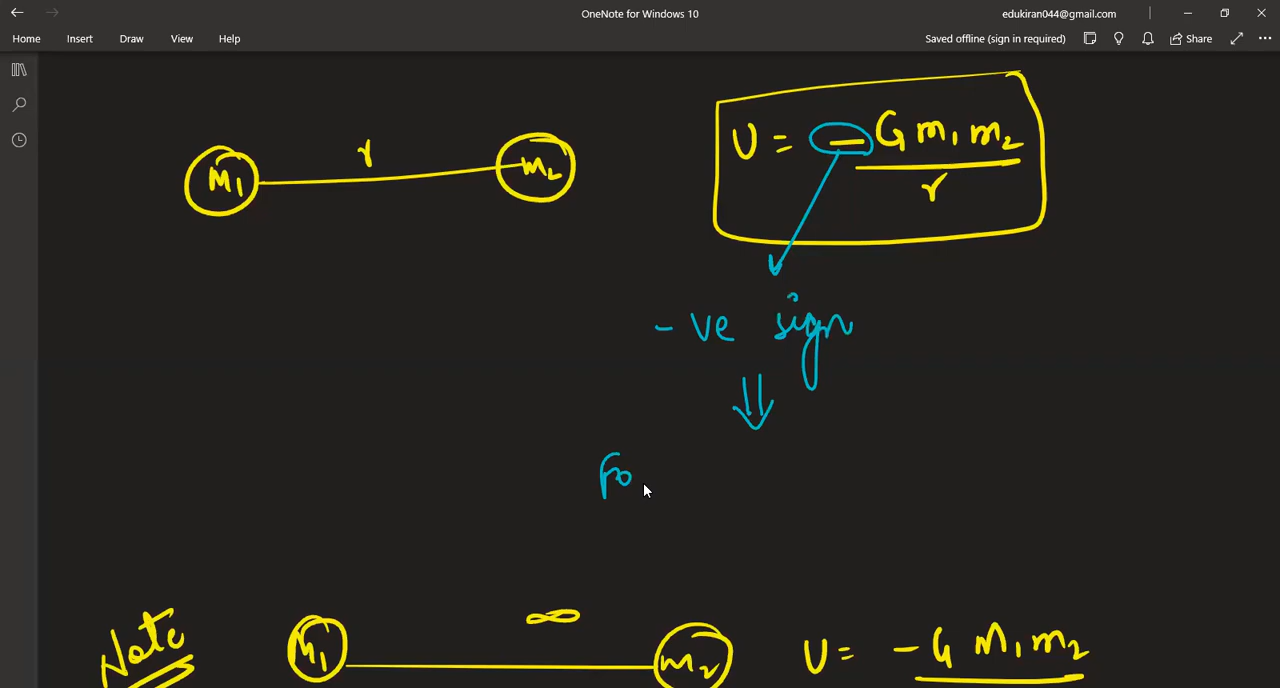 OneNote for Windows 10
edukiran044@gmail.com
Home Insert Draw View Help
Saved offline (sign in required)
Share
m1 r m2
U = - G m1 m2
r
-ve sign
Fo
Note
m1 ∞ m2
U = - G m1 m2